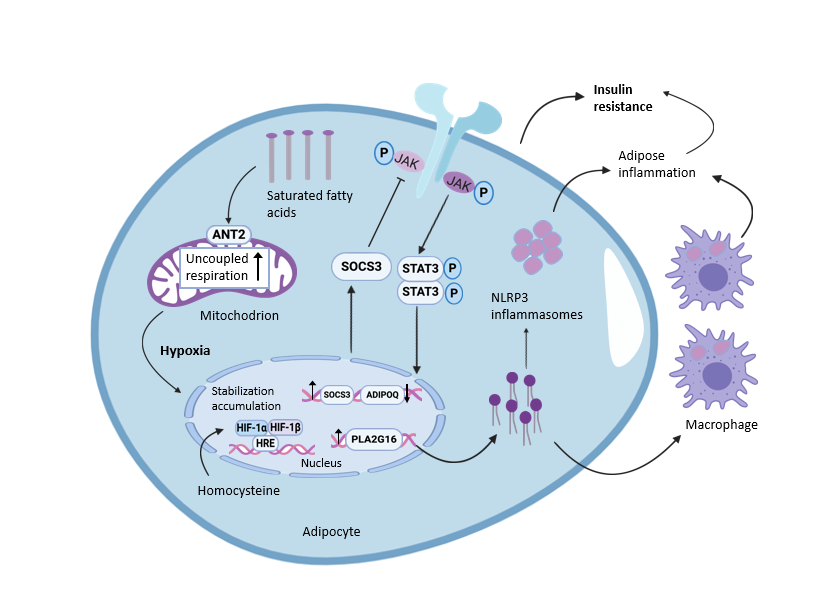 Insulin
resistance
Adipose
inflammation
P
JAK
JAK
P
Saturated fatty
acids
ANT2
Uncoupled
respiration
Mitochodrion
SOCS3
STAT3
P
STAT3
P
NLRP3
inflammasomes
Hypoxia
Stabilization
accumulation
SOCS3
ADIPOQ
HIF-1α
HIF-1β
HRE
PLA2G16
Nucleus
Homocysteine
Macrophage
Adipocyte